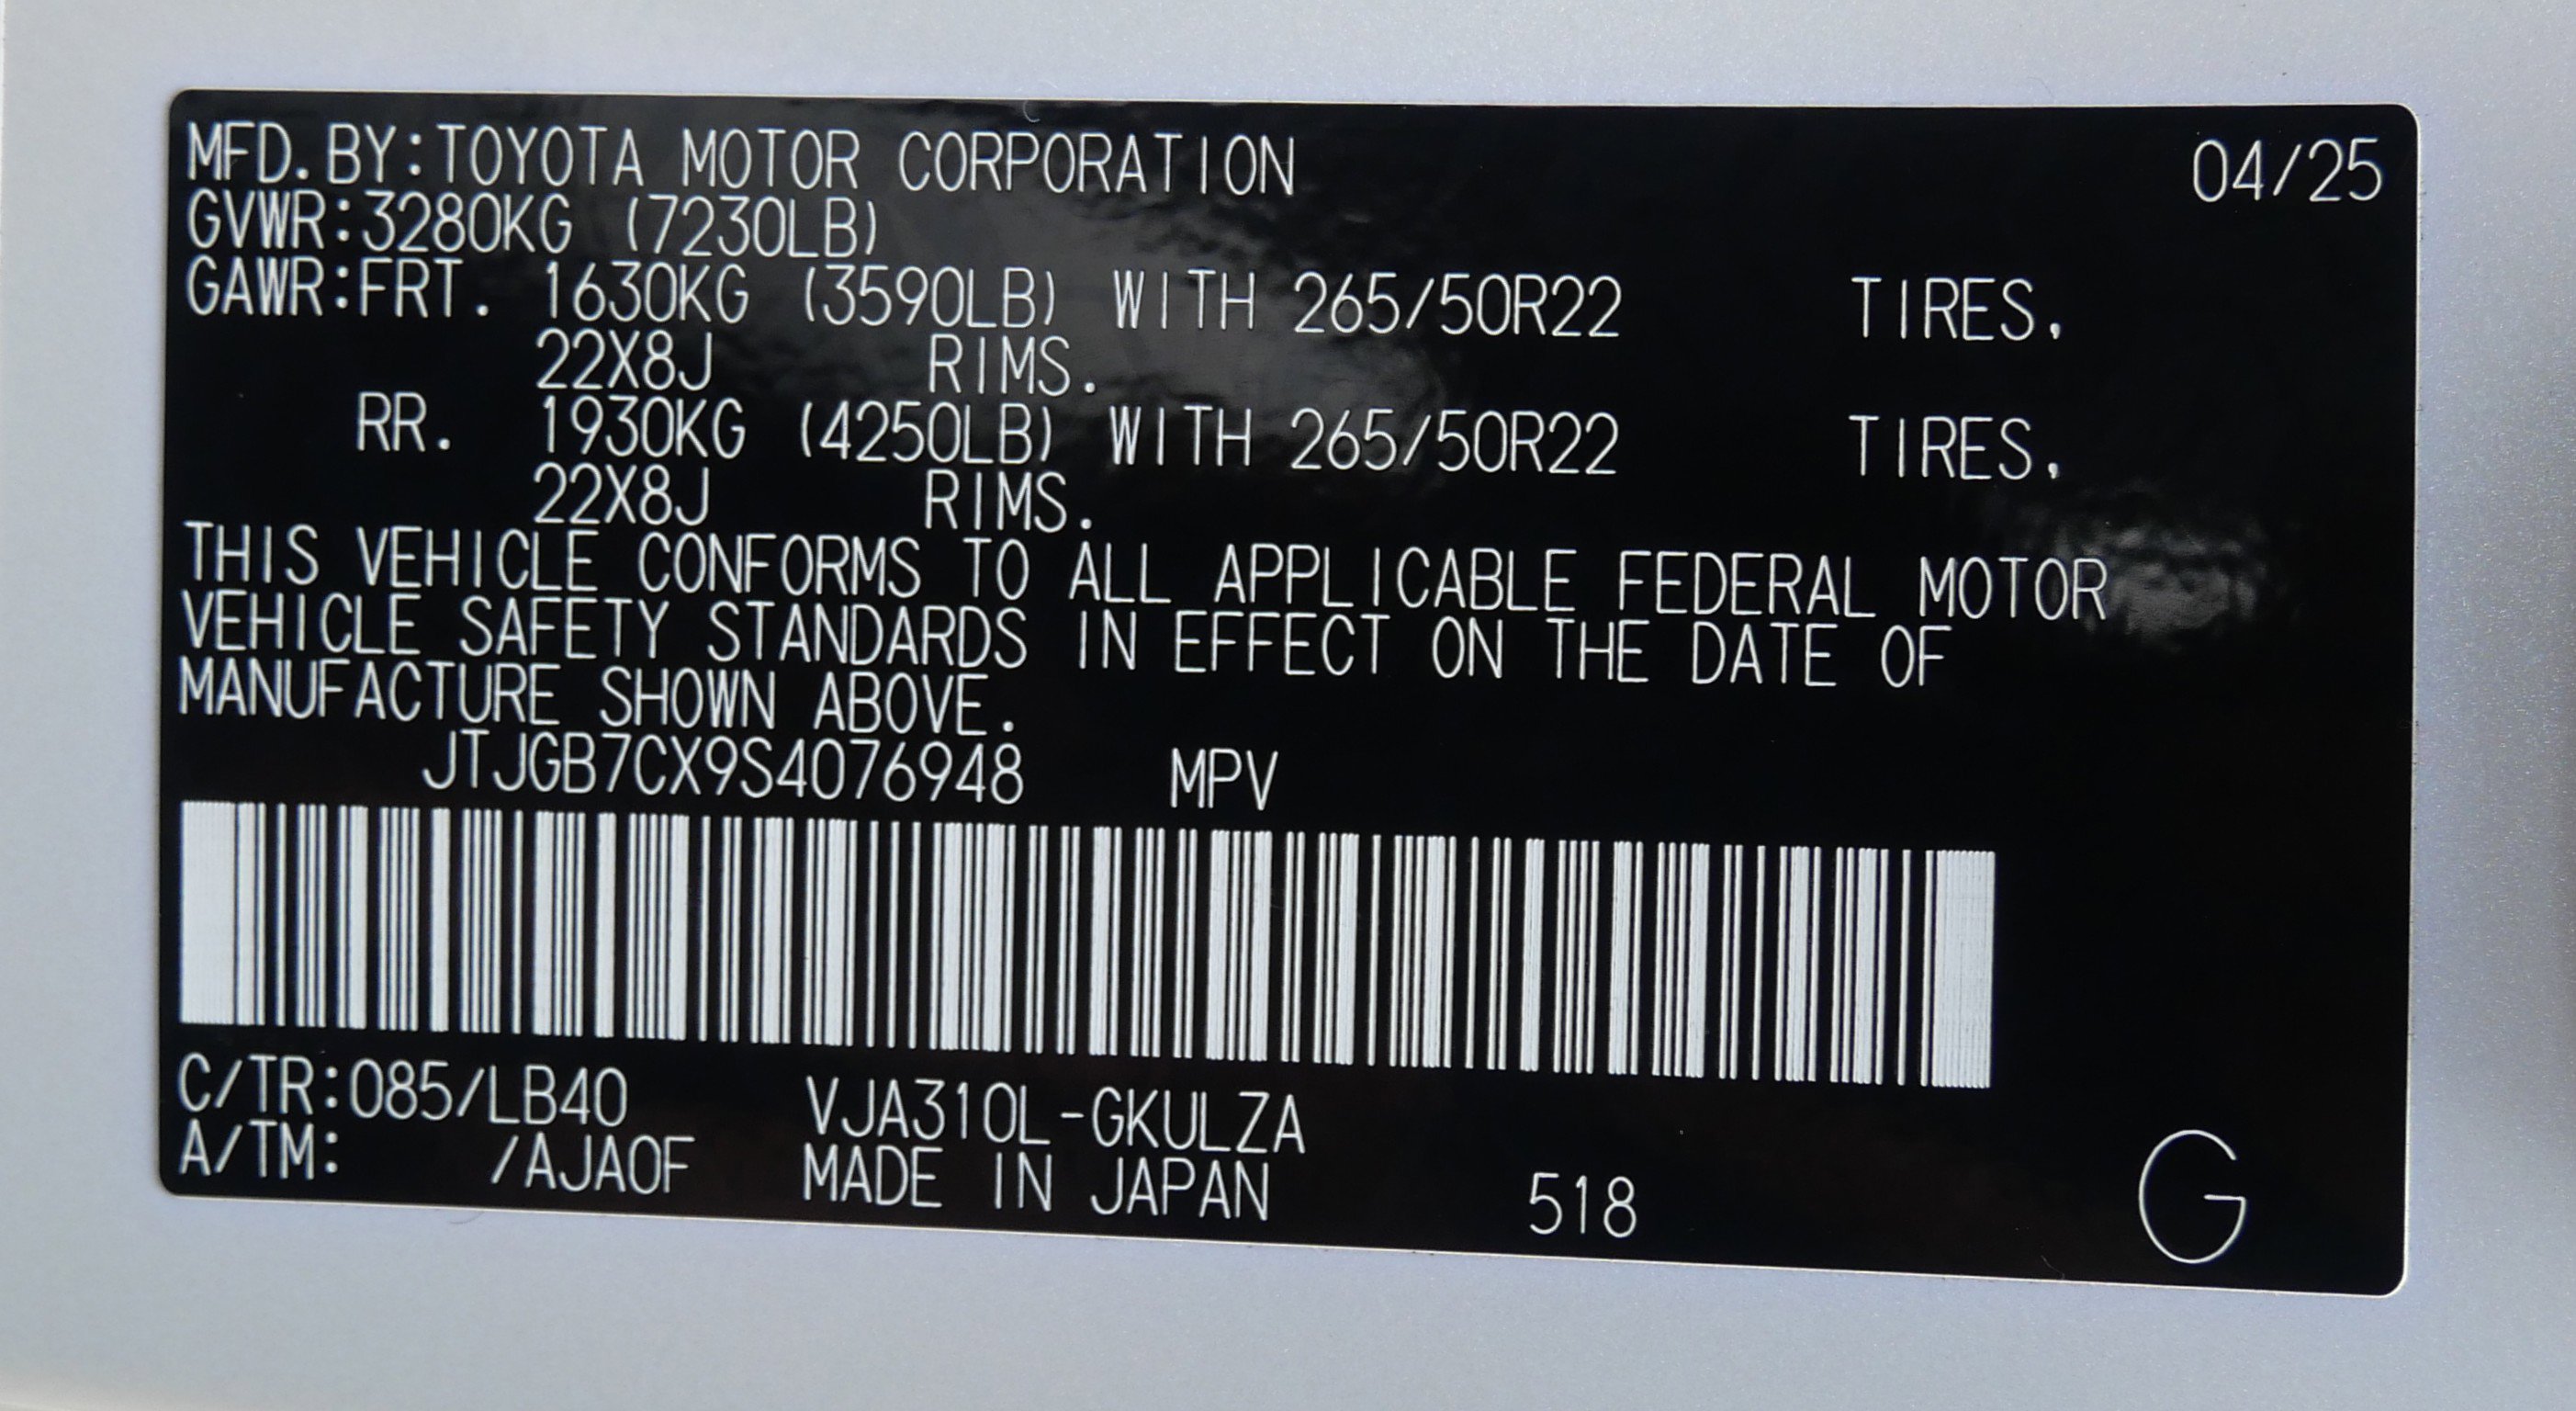 MFD.BY:TOYOTA MOTOR CORPORATION 04/25
GVWR:3280KG (7230LB)
GAWR:FRT. 1630KG (3590LB) WITH 265/50R22 TIRES.
22X8J RIMS.
RR. 1930KG (4250LB) WITH 265/50R22 TIRES.
22X8J RIMS.
THIS VEHICLE CONFORMS TO ALL APPLICABLE FEDERAL MOTOR
VEHICLE SAFETY STANDARDS IN EFFECT ON THE DATE OF
MANUFACTURE SHOWN ABOVE.
JTJGB7CX9S4076948 MPV
C/TR:085/LB40 VJA310L-GKULZA
A/TM: /AJA0F MADE IN JAPAN 518 G